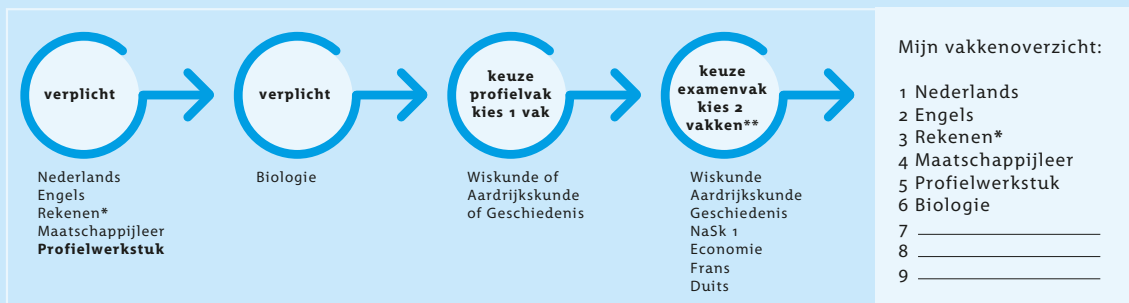 verplicht
Nederlands
Engels
Rekenen*
Maatschappijleer
Profielwerkstuk
verplicht
Biologie
keuze
profielvak
kies 1 vak
Wiskunde of
Aardrijkskunde
of Geschiedenis
keuze
examenvak
kies 2
vakken**
Wiskunde
Aardrijkskunde
Geschiedenis
NaSk 1
Economie
Frans
Duits
Mijn vakkenoverzicht:
1 Nederlands
2 Engels
3 Rekenen*
4 Maatschappijleer
5 Profielwerkstuk
6 Biologie
7
8
9